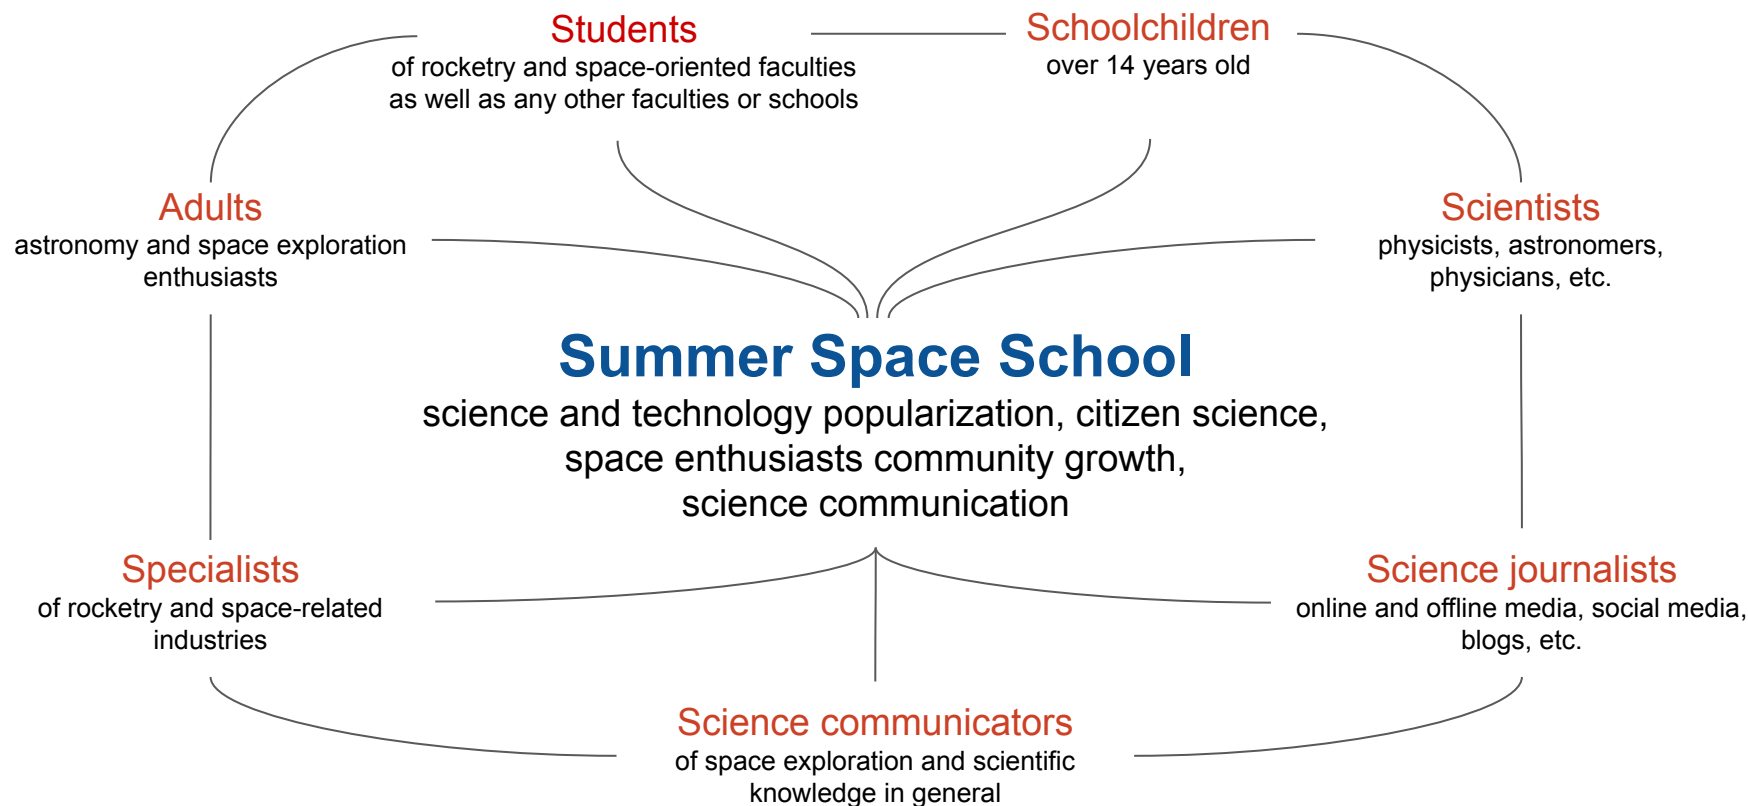 Students
of rocketry and space-oriented faculties
as well as any other faculties or schools
Schoolchildren
over 14 years old
Adults
astronomy and space exploration
enthusiasts
Scientists
physicists, astronomers,
physicians, etc.
Summer Space School
science and technology popularization, citizen science,
space enthusiasts community growth,
science communication
Specialists
of rocketry and space-related
industries
Science journalists
online and offline media, social media,
blogs, etc.
Science communicators
of space exploration and scientific
knowledge in general